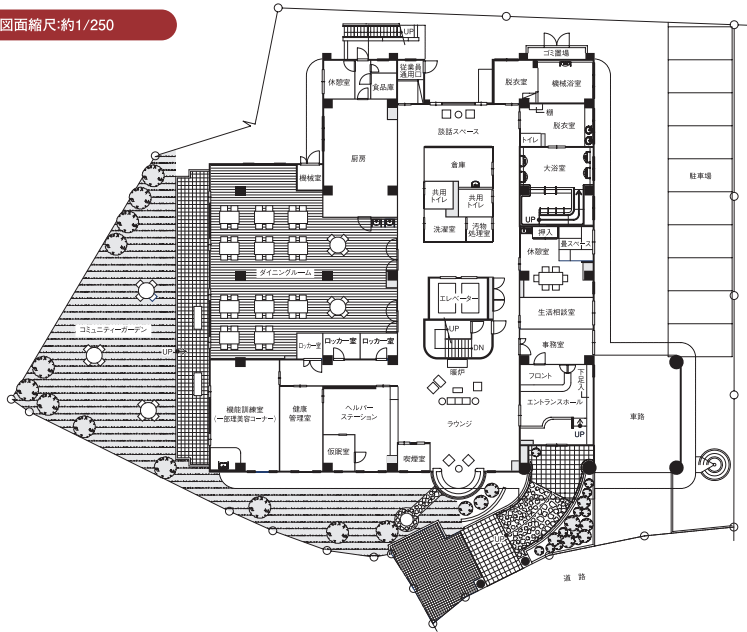 図面縮尺:約1/250
UP
ゴミ置場
従業員
通用口
休憩室
食品庫
脱衣室
機械浴室
棚
談話スペース
脱衣室
トイレ
厨房
倉庫
大浴室
機械室
駐車場
共用
トイレ
共用
トイレ
UP
洗濯室
汚物
処理室
押入
畳スペース
休憩室
ダイニングルーム
エレベーター
生活相談室
コミュニティーガーデン
UP
UP
DN
ロッカー室
ロッカー室
ロッカー室
事務室
暖炉
フロント
下足入
機能訓練室
(一部理美容コーナー)
健康
管理室
ヘルパー
ステーション
エントランスホール
車路
ラウンジ
UP
仮眠室
喫煙室
UP
道路